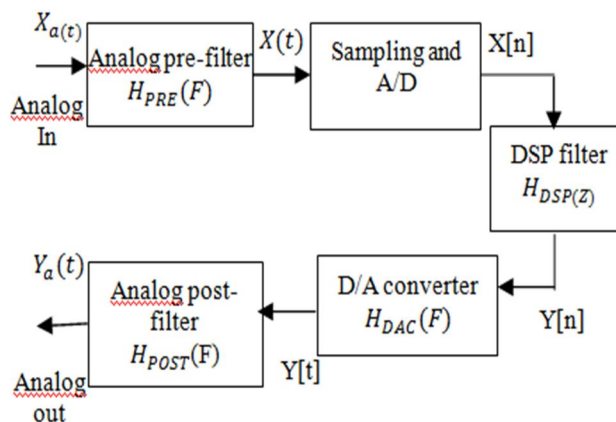 X_a(t)
Analog
In
Analog pre-filter
H_PRE(F)
X(t)
Sampling and
A/D
X[n]
DSP filter
H_DSP(Z)
Y[n]
D/A converter
H_DAC(F)
Y[t]
Analog post-
filter
H_POST(F)
Y_a(t)
Analog
out